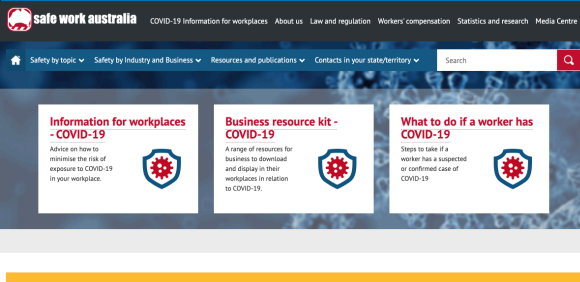 safe work australia COVID-19 Information for workplaces About us Law and regulation Workers' compensation Statistics and research Media Centre
Safety by topic Safety by Industry and Business Resources and publications Contacts in your state/territory Search
Information for workplaces
- COVID-19
Advice on how to
minimise the risk of
exposure to COVID-19
in your workplace.
Business resource kit -
COVID-19
A range of resources for
business to download
and display in their
workplaces in relation
to COVID-19.
What to do if a worker has
COVID-19
Steps to take if a
worker has a suspected
or confirmed case of
COVID-19